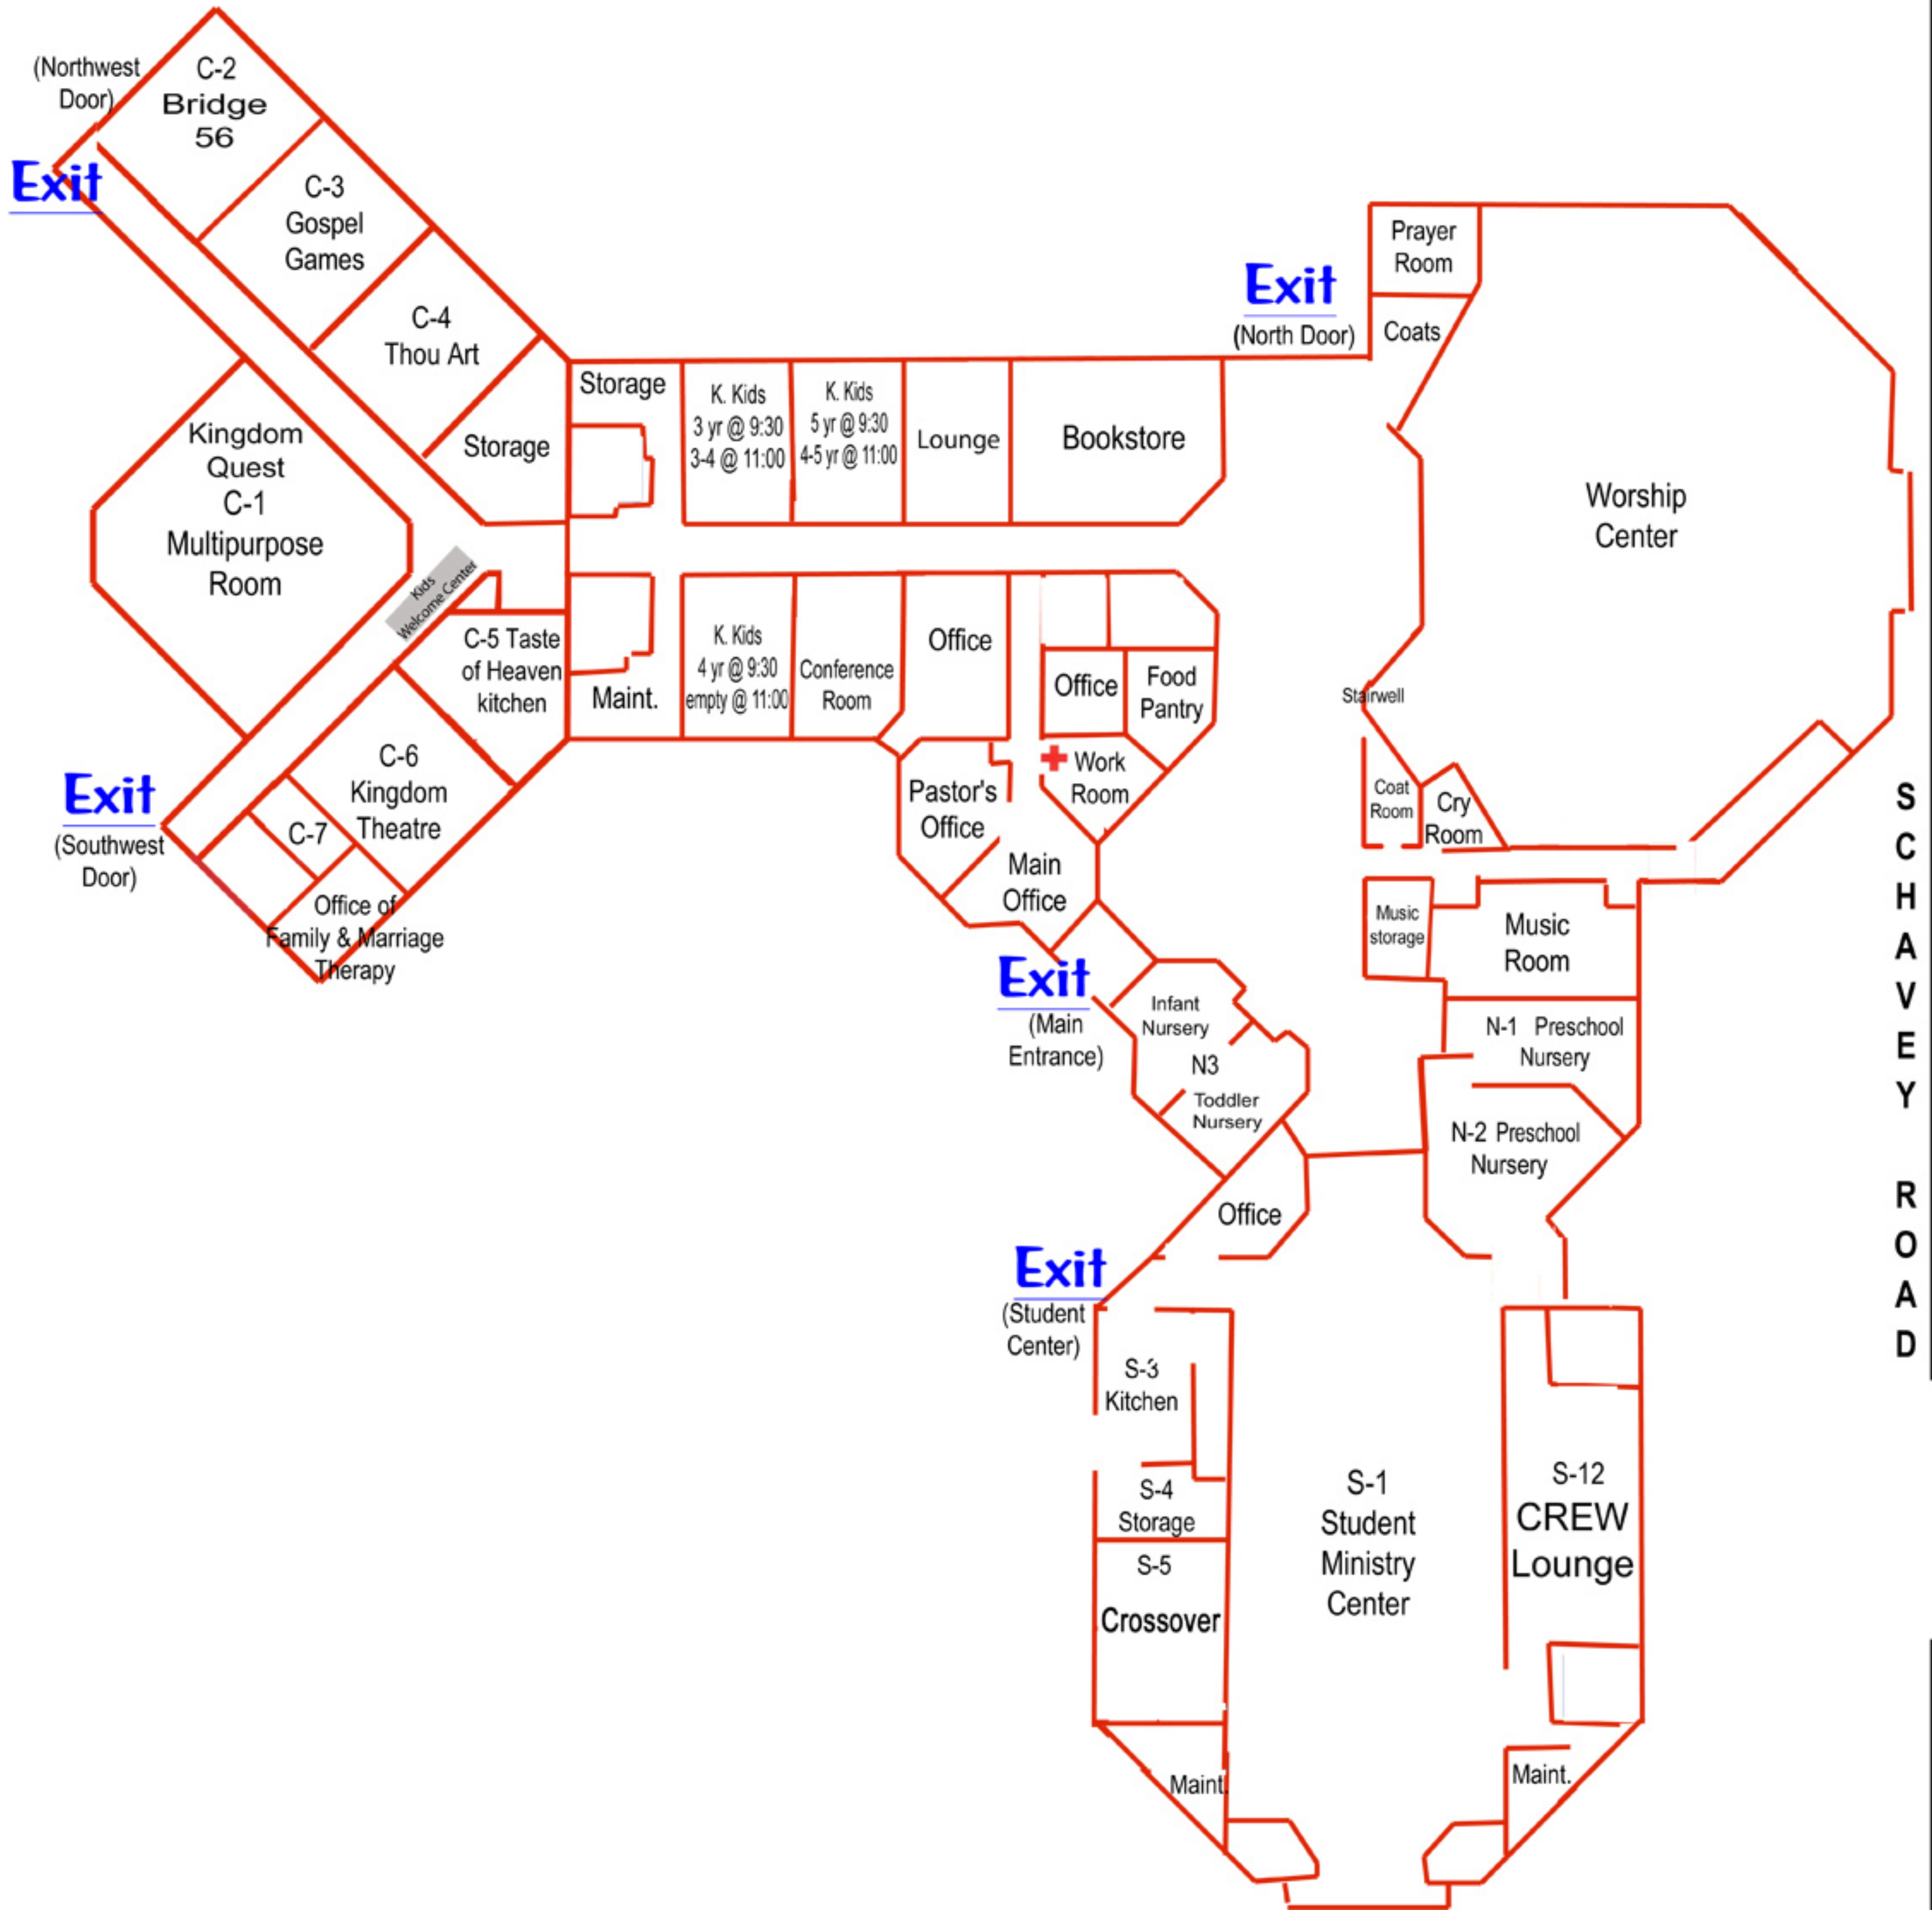 (Northwest
Door)
Exit
C-2
Bridge
56
C-3
Gospel
Games
C-4
Thou Art
Storage
Kingdom
Quest
C-1
Multipurpose
Room
Kids
Welcome Center
C-5 Taste
of Heaven
kitchen
C-6
Kingdom
Theatre
C-7
Office of
Family & Marriage
Therapy
Exit
(Southwest
Door)
Storage
K. Kids
3 yr @ 9:30
3-4 @ 11:00
K. Kids
5 yr @ 9:30
4-5 yr @ 11:00
Lounge
Bookstore
Exit
(North Door)
Prayer
Room
Coats
Worship
Center
Maint.
K. Kids
4 yr @ 9:30
empty @ 11:00
Conference
Room
Office
Office
Food
Pantry
Work
Room
Pastor's
Office
Main
Office
Stairwell
Coat
Room
Cry
Room
Music
storage
Music
Room
Exit
(Main
Entrance)
Infant
Nursery
N3
Toddler
Nursery
N-1 Preschool
Nursery
N-2 Preschool
Nursery
Office
Exit
(Student
Center)
S-3
Kitchen
S-4
Storage
S-5
Crossover
Maint.
S-1
Student
Ministry
Center
S-12
CREW
Lounge
Maint.
SCHAVEY ROAD